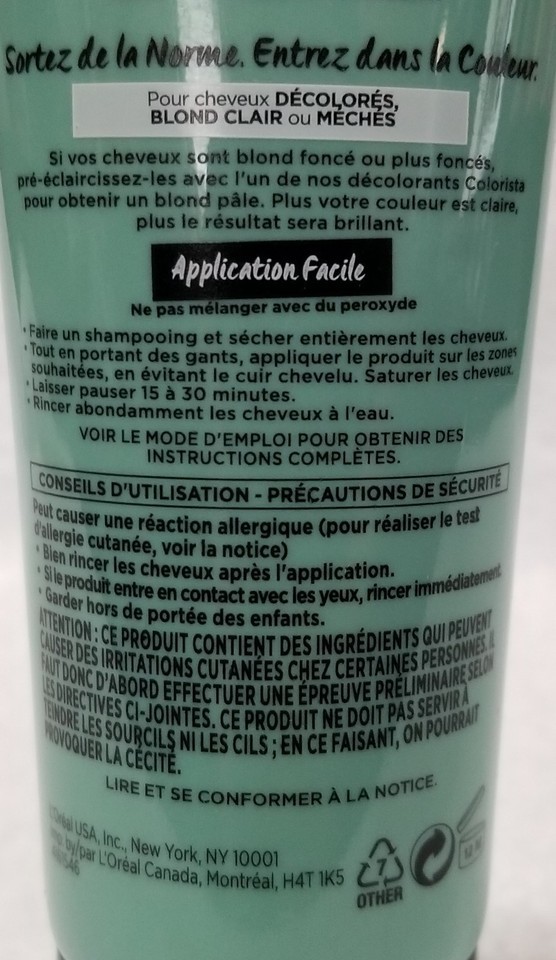 Sortez de la Norme. Entrez dans la Couleur.
Pour cheveux DÉCOLORÉS,
BLOND CLAIR ou MÉCHÉS
Si vos cheveux sont blond foncé ou plus foncés,
pré-éclaircissez-les avec l'un de nos décolorants Colorista
pour obtenir un blond pâle. Plus votre couleur est claire,
plus le résultat sera brillant.
Application Facile
Ne pas mélanger avec du peroxyde
• Faire un shampooing et sécher entièrement les cheveux.
• Tout en portant des gants, appliquer le produit sur les zones
souhaitées, en évitant le cuir chevelu. Saturer les cheveux.
• Laisser pauser 15 à 30 minutes.
• Rincer abondamment les cheveux à l'eau.
VOIR LE MODE D'EMPLOI POUR OBTENIR DES
INSTRUCTIONS COMPLÈTES.
CONSEILS D'UTILISATION - PRÉCAUTIONS DE SÉCURITÉ
Peut causer une réaction allergique (pour réaliser le test
d'allergie cutanée, voir la notice)
• Bien rincer les cheveux après l'application.
• Si le produit entre en contact avec les yeux, rincer immédiatement.
• Garder hors de portée des enfants.
ATTENTION : CE PRODUIT CONTIENT DES INGRÉDIENTS QUI PEUVENT
CAUSER DES IRRITATIONS CUTANÉES CHEZ CERTAINES PERSONNES. IL
FAUT DONC D'ABORD EFFECTUER UNE ÉPREUVE PRÉLIMINAIRE SELON
LES DIRECTIVES CI-JOINTES. CE PRODUIT NE DOIT PAS SERVIR À
TEINDRE LES SOURCILS NI LES CILS ; EN CE FAISANT, ON POURRAIT
PROVOQUER LA CÉCITÉ.
LIRE ET SE CONFORMER À LA NOTICE.
L'Oréal USA, Inc., New York, NY 10001
Imp. by/par L'Oréal Canada, Montréal, H4T 1K5
7
OTHER